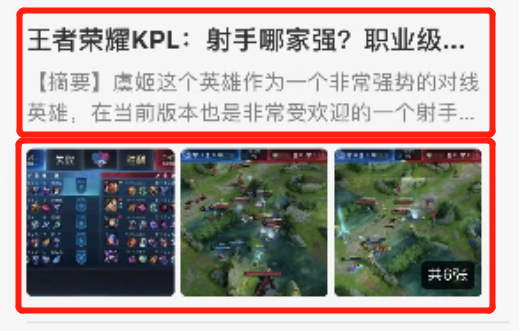 王者荣耀KPL：射手哪家强？职业级...
【摘要】虞姬这个英雄作为一个非常强势的对线
英雄，在当前版本也是非常受欢迎的一个射手...
失败 胜利
共6张